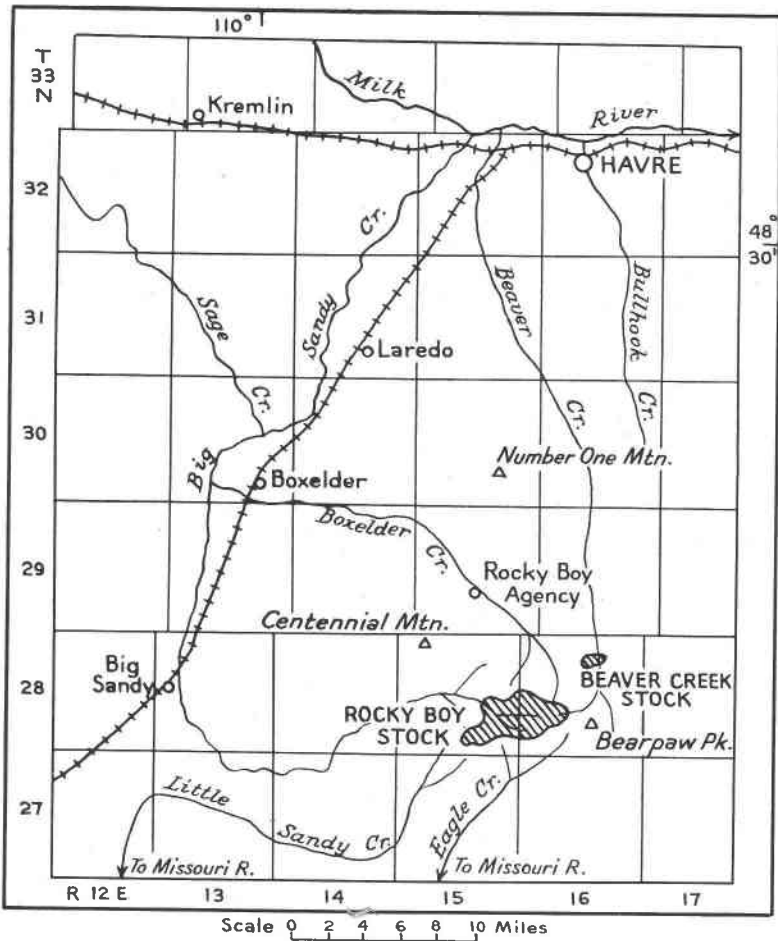 110°
T
33
N
Kremlin
Milk
River
HAVRE
32
48°
30'
Sandy Cr.
Beaver Cr.
Bullhook Cr.
Sage Cr.
31
Laredo
30
Number One Mtn.
Big
Boxelder
Boxelder Cr.
29
Rocky Boy
Agency
Centennial Mtn.
Big
Sandy
28
BEAVER CREEK
STOCK
ROCKY BOY
STOCK
Bearpaw Pk.
27
Little
Sandy Cr.
Eagle Cr.
To Missouri R.
To Missouri R.
R 12 E 13 14 15 16 17
Scale 0 2 4 6 8 10 Miles